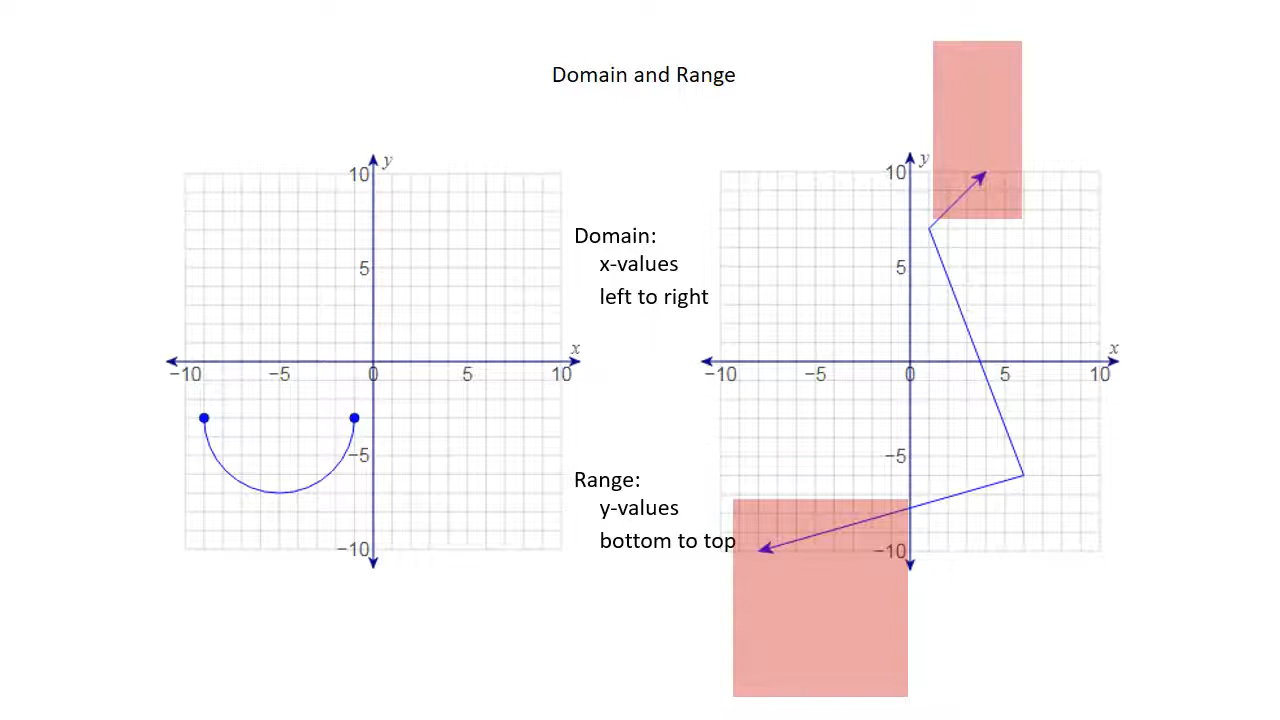 Domain and Range
y
10
5
x
−10
−5
0
5
10
−5
−10
Domain:
x-values
left to right
Range:
y-values
bottom to top
y
10
5
x
−10
−5
0
5
10
−5
−10